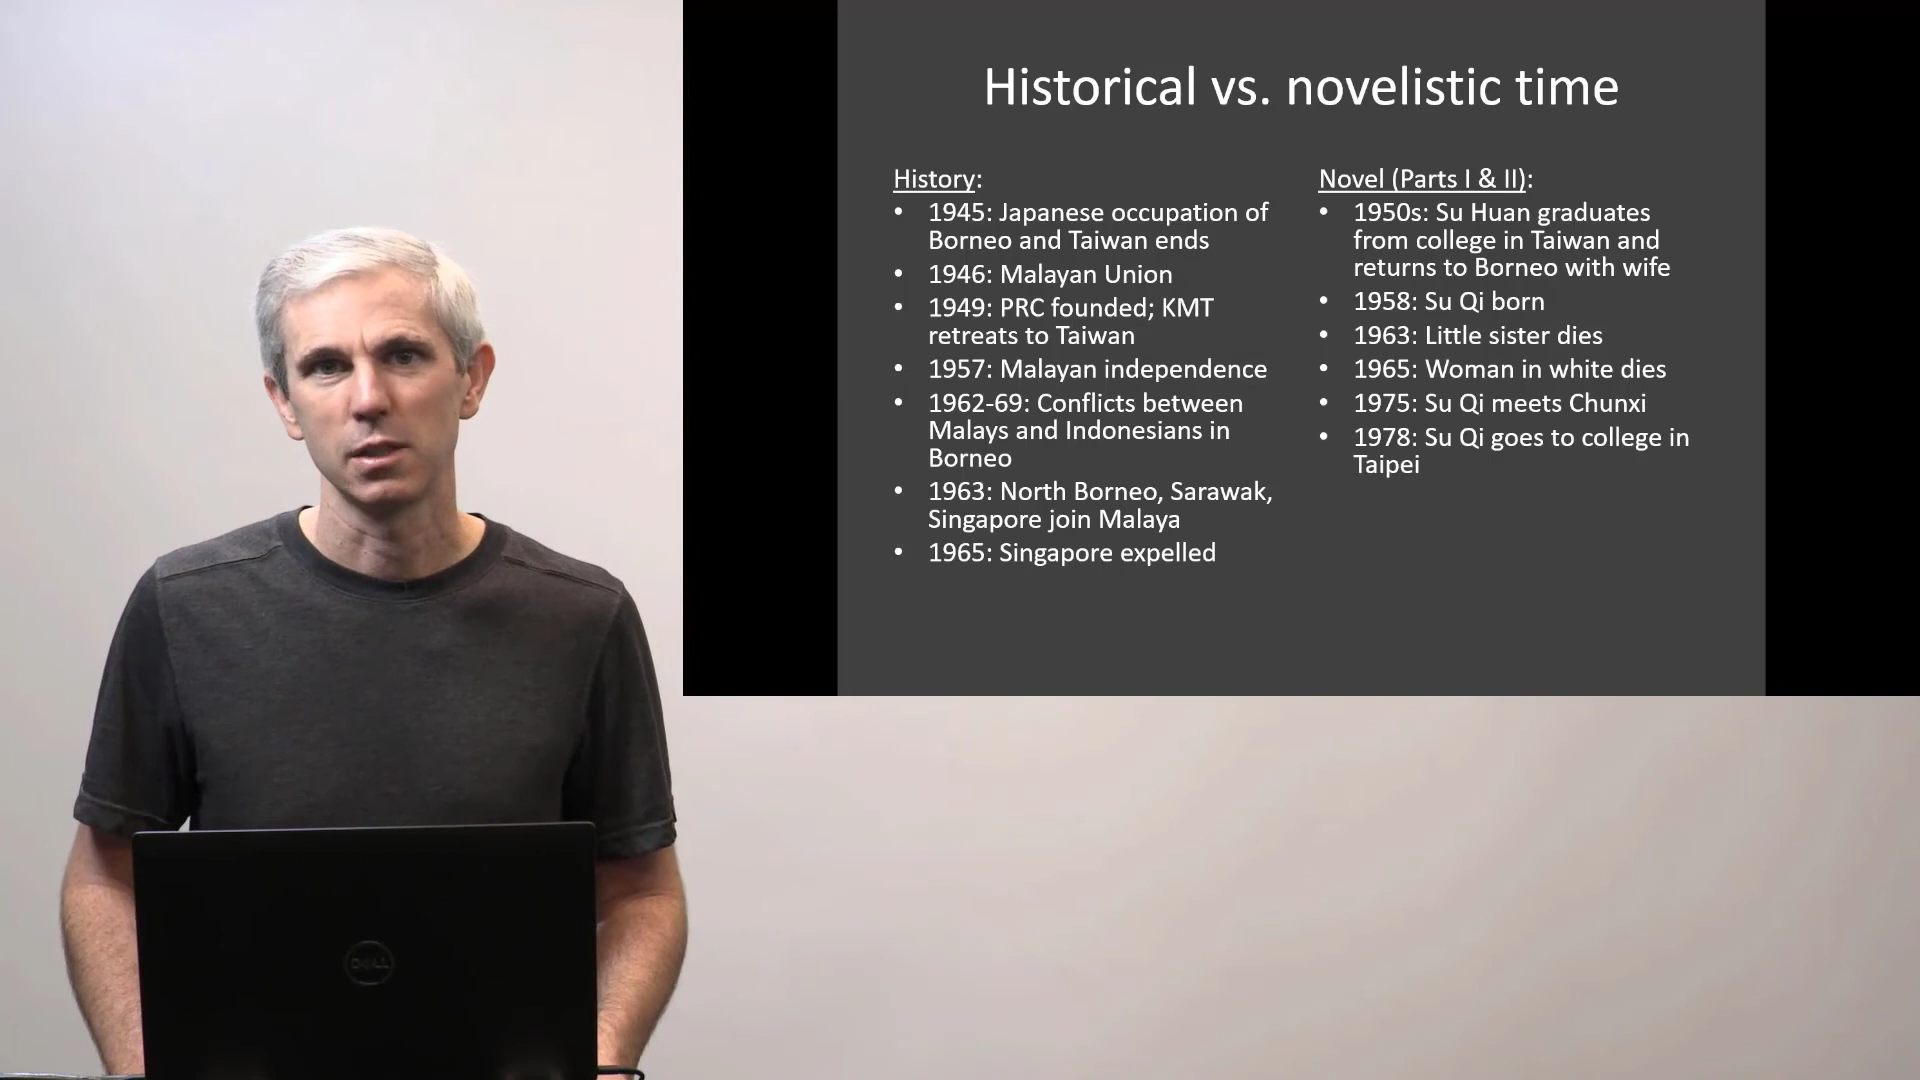 Historical vs. novelistic time
History:
• 1945: Japanese occupation of
Borneo and Taiwan ends
• 1946: Malayan Union
• 1949: PRC founded; KMT
retreats to Taiwan
• 1957: Malayan independence
• 1962-69: Conflicts between
Malays and Indonesians in
Borneo
• 1963: North Borneo, Sarawak,
Singapore join Malaya
• 1965: Singapore expelled
Novel (Parts I & II):
• 1950s: Su Huan graduates
from college in Taiwan and
returns to Borneo with wife
• 1958: Su Qi born
• 1963: Little sister dies
• 1965: Woman in white dies
• 1975: Su Qi meets Chunxi
• 1978: Su Qi goes to college in
Taipei
DELL